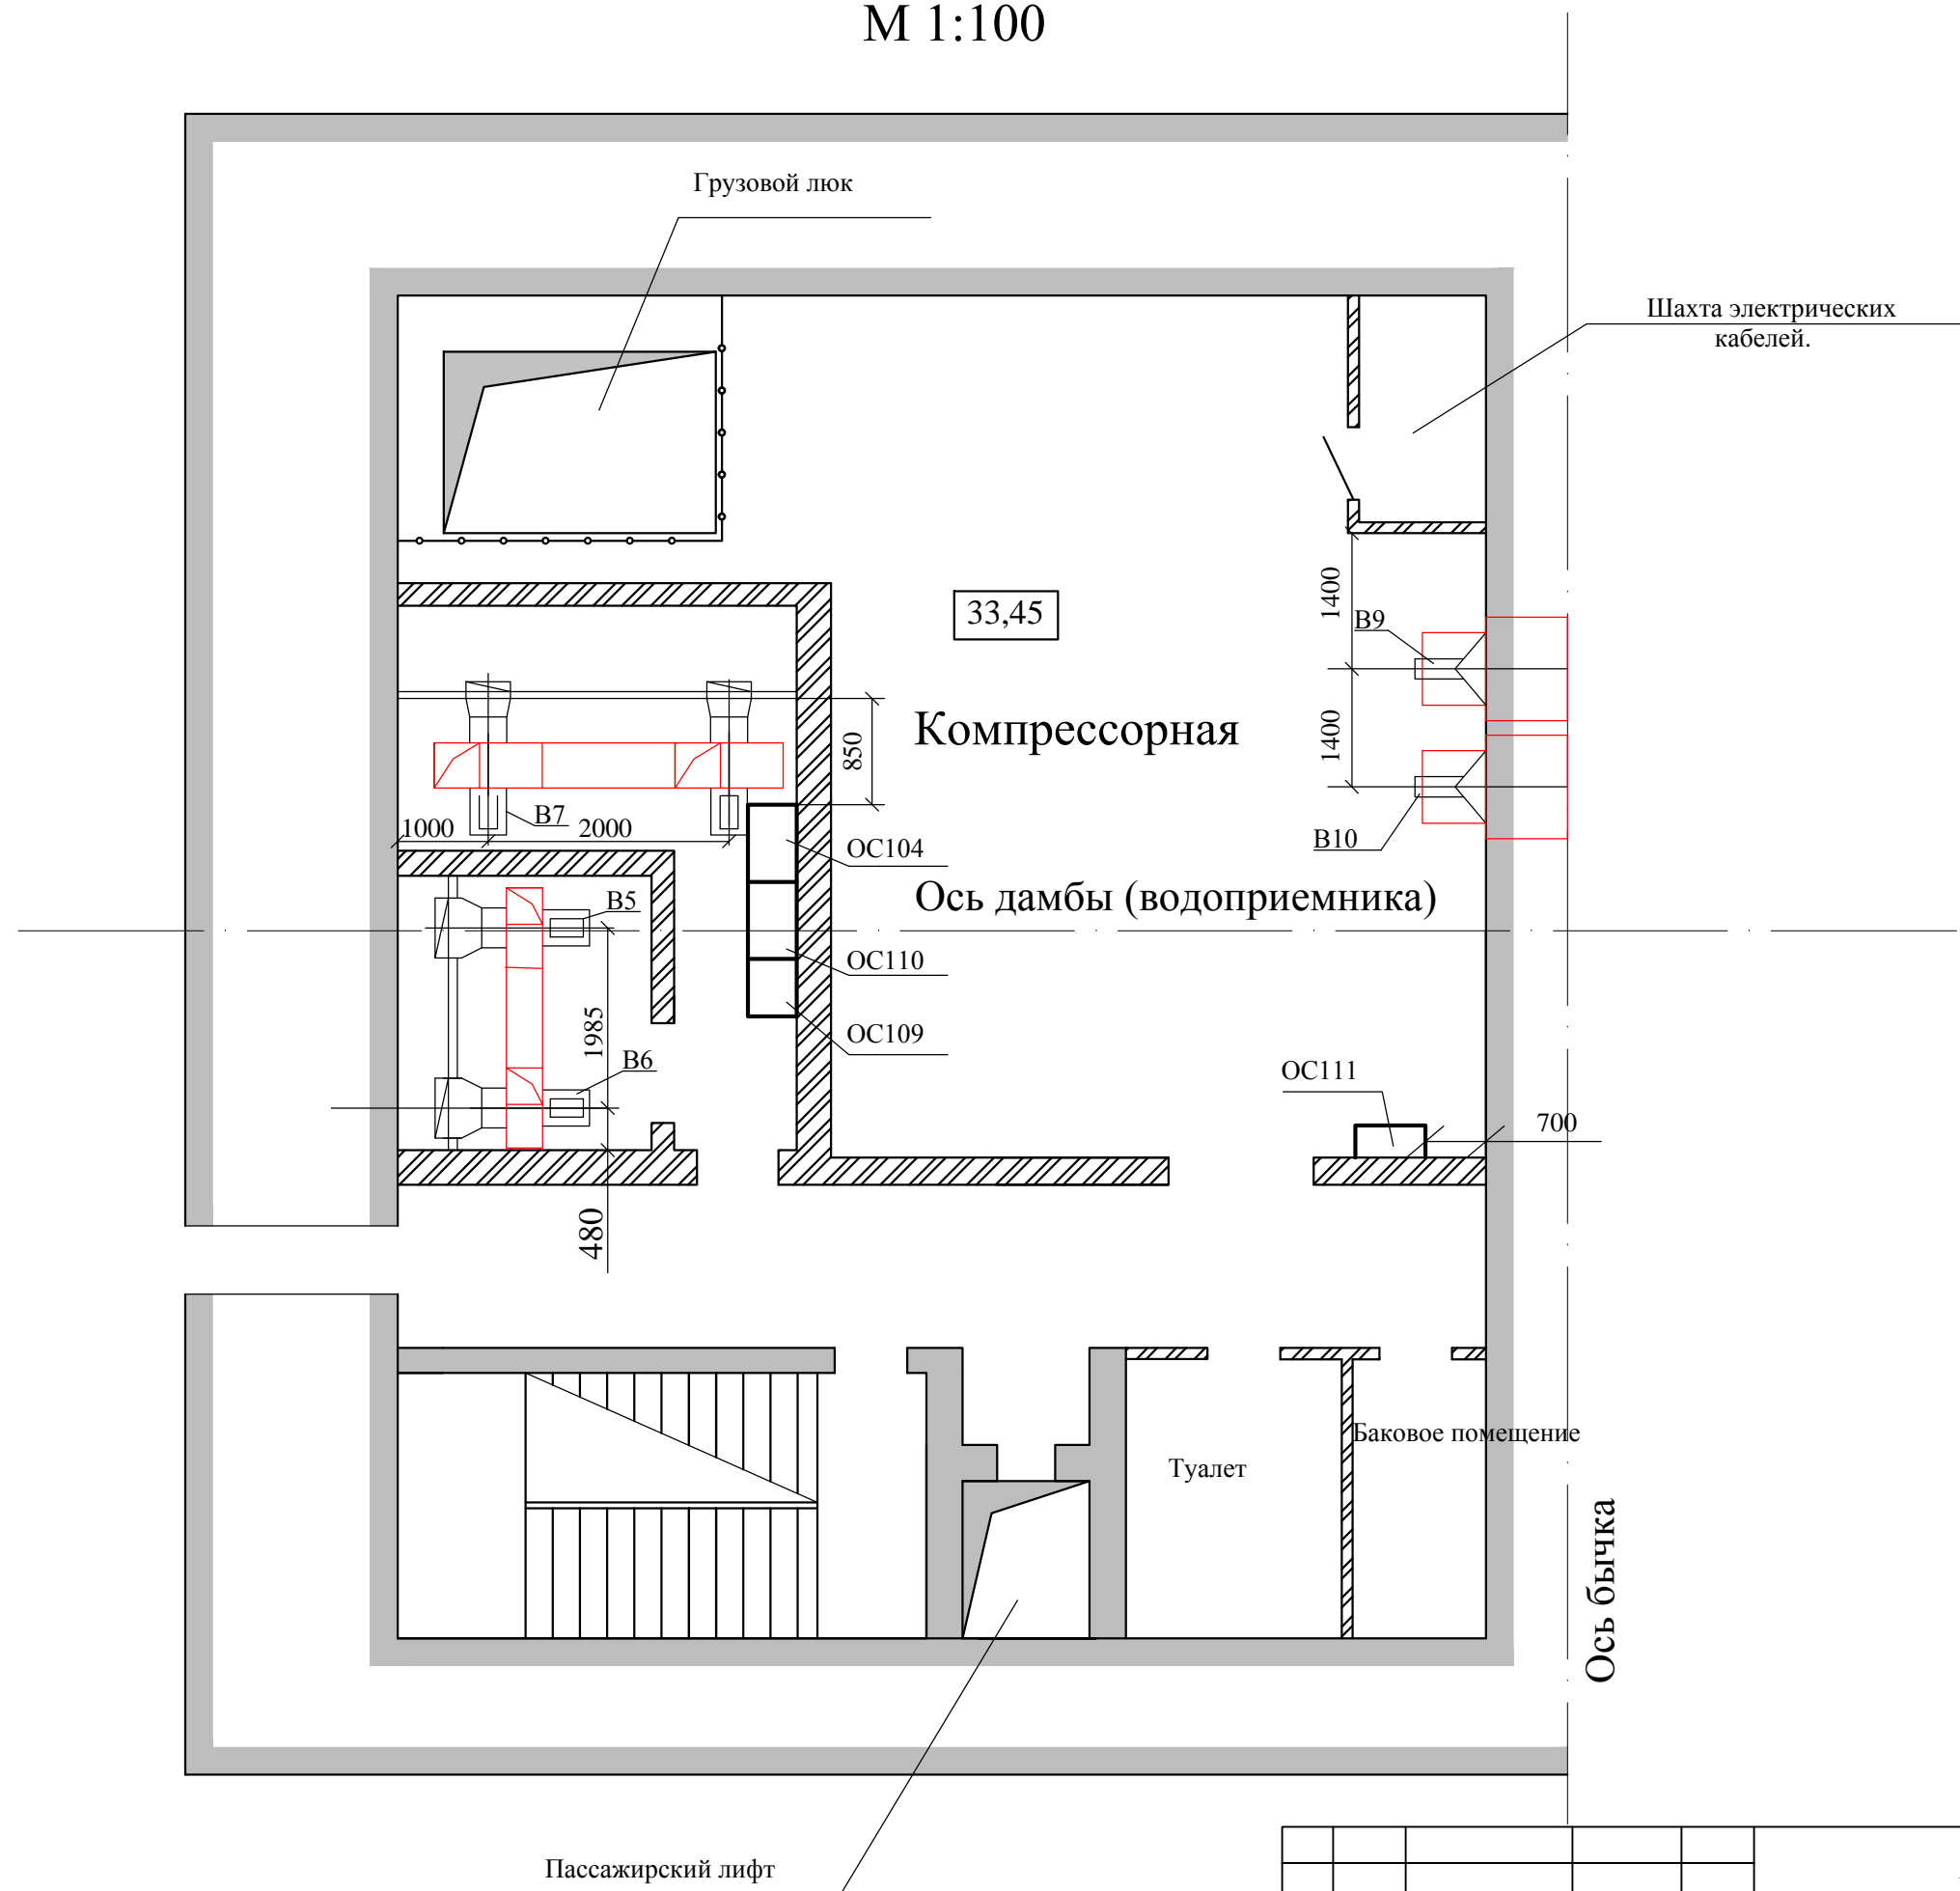 М 1:100
Грузовой люк
Шахта электрических
кабелей.
33,45
1400
В9
Компрессорная
1400
850
В7
1000
2000
В10
ОС104
Ось дамбы (водоприемника)
В5
ОС110
1985
ОС109
В6
ОС111
700
480
Баковое помещение
Туалет
Ось бычка
Пассажирский лифт